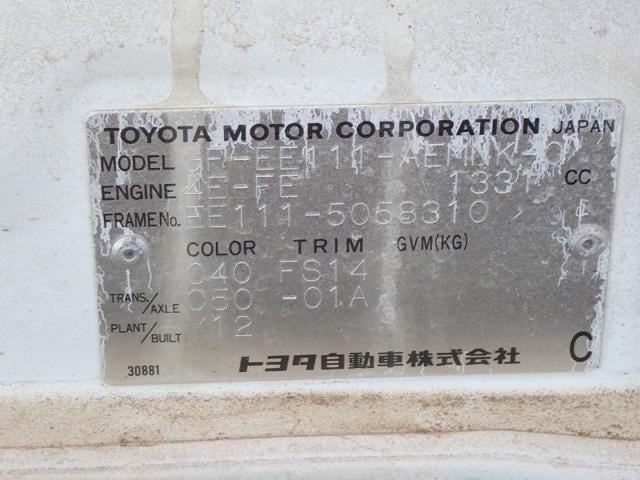 TOYOTA MOTOR CORPORATION JAPAN
MODEL GF-EE111-AEMNK
ENGINE 4E-FE 1331 CC
FRAME No. EE111-5058310
COLOR TRIM GVM(KG)
040 FS14
TRANS./AXLE C50 -01A
PLANT/BUILT
30881 トヨタ自動車株式会社 C